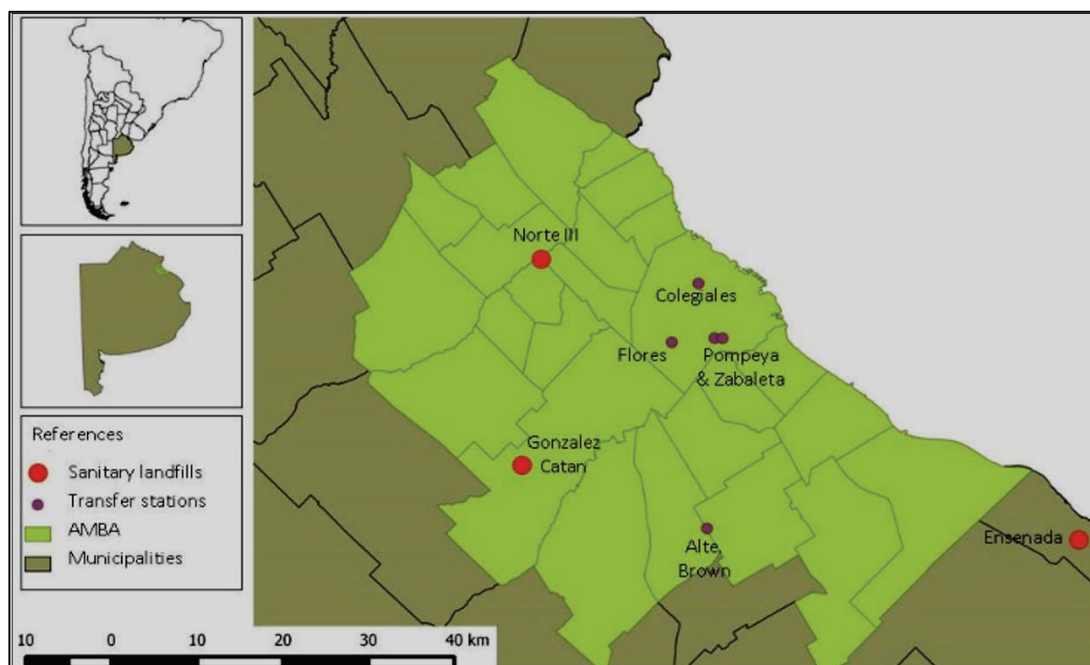 Norte III
Colegiales
Flores
Pompeya
& Zabaleta
Gonzalez
Catan
Alte,
Brown
Ensenada
References
Sanitary landfills
Transfer stations
AMBA
Municipalities
10 0 10 20 30 40 km